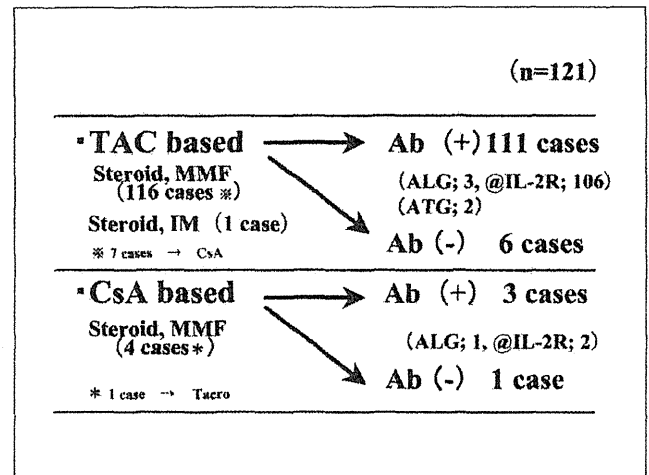 (n=121)
▪TAC based
Ab (+) 111 cases
Steroid, MMF
(116 cases ※)
(ALG; 3, @IL-2R; 106)
(ATG; 2)
Steroid, IM (1 case)
Ab (-) 6 cases
※ 7 cases → CsA
▪CsA based
Ab (+) 3 cases
Steroid, MMF
(4 cases*)
(ALG; 1, @IL-2R; 2)
Ab (-) 1 case
* 1 case → Tacro